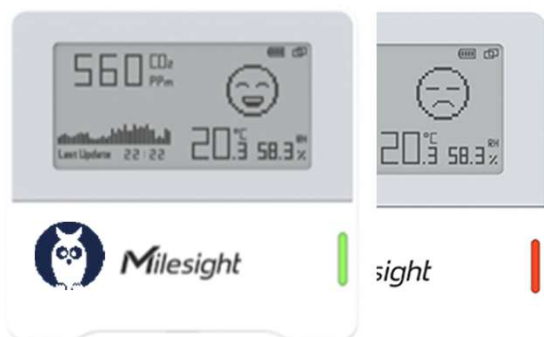 560 CO₂
PPm
Last Update 22:22
20.3 °C 58.3 RH %
Milesight
20.3 °C 58.3 RH %
sight